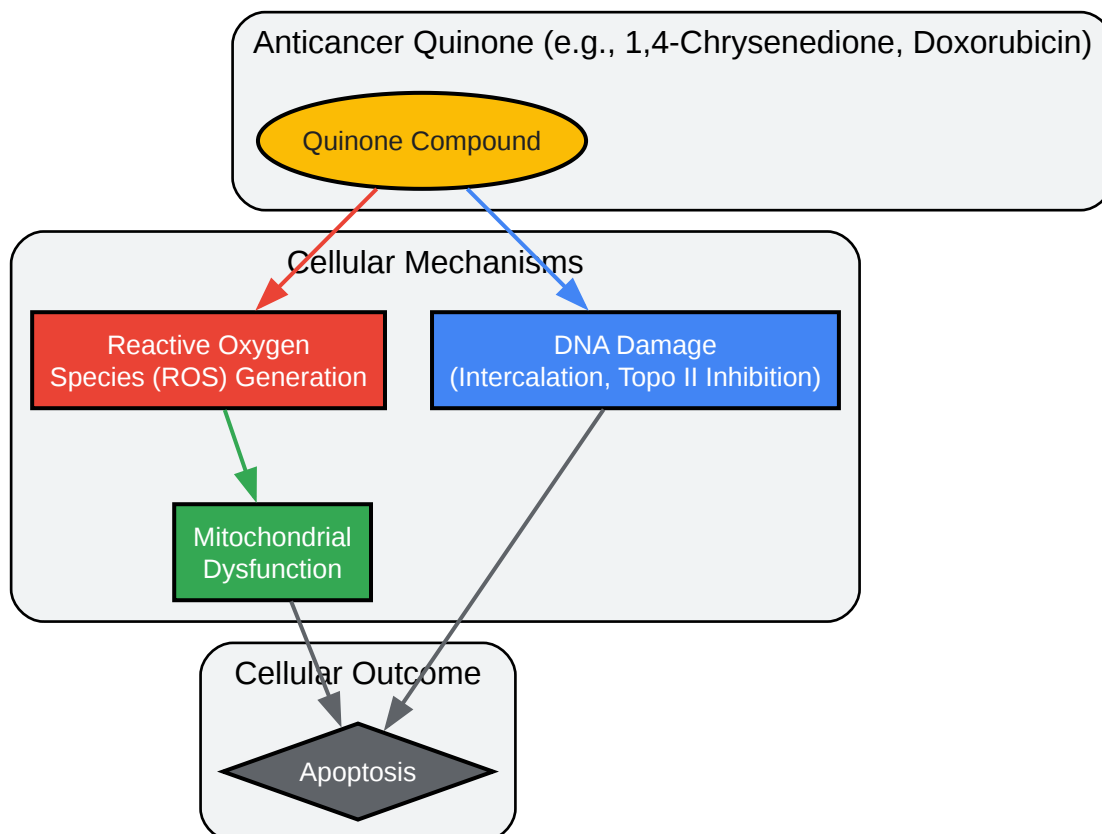 Anticancer Quinone (e.g., 1,4-Chrysenedione, Doxorubicin)
Quinone Compound
Cellular Mechanisms
Reactive Oxygen
Species (ROS) Generation
DNA Damage
(Intercalation, Topo II Inhibition)
Mitochondrial
Dysfunction
Cellular Outcome
Apoptosis